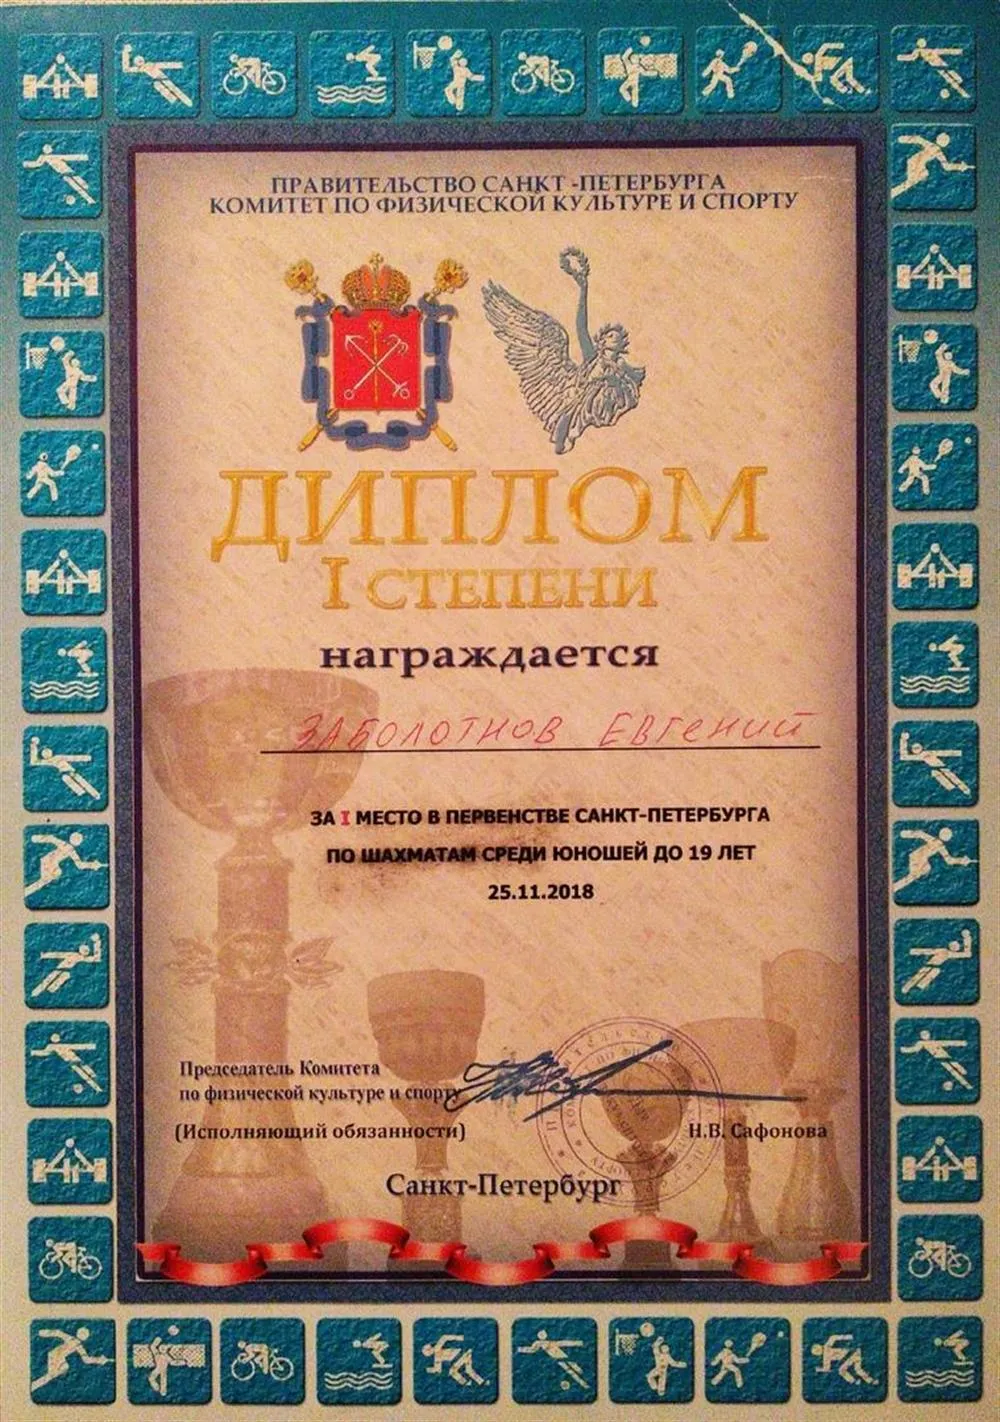 ПРАВИТЕЛЬСТВО САНКТ -ПЕТЕРБУРГА
КОМИТЕТ ПО ФИЗИЧЕСКОЙ КУЛЬТУРЕ И СПОРТУ
ДИПЛОМ
I СТЕПЕНИ
награждается
ЗАБОЛОТНОВ ЕВГЕНИЙ
ЗА I МЕСТО В ПЕРВЕНСТВЕ САНКТ-ПЕТЕРБУРГА
ПО ШАХМАТАМ СРЕДИ ЮНОШЕЙ ДО 19 ЛЕТ
25.11.2018
Председатель Комитета
по физической культуре и спорту
(Исполняющий обязанности)
Н.В. Сафонова
Санкт-Петербург